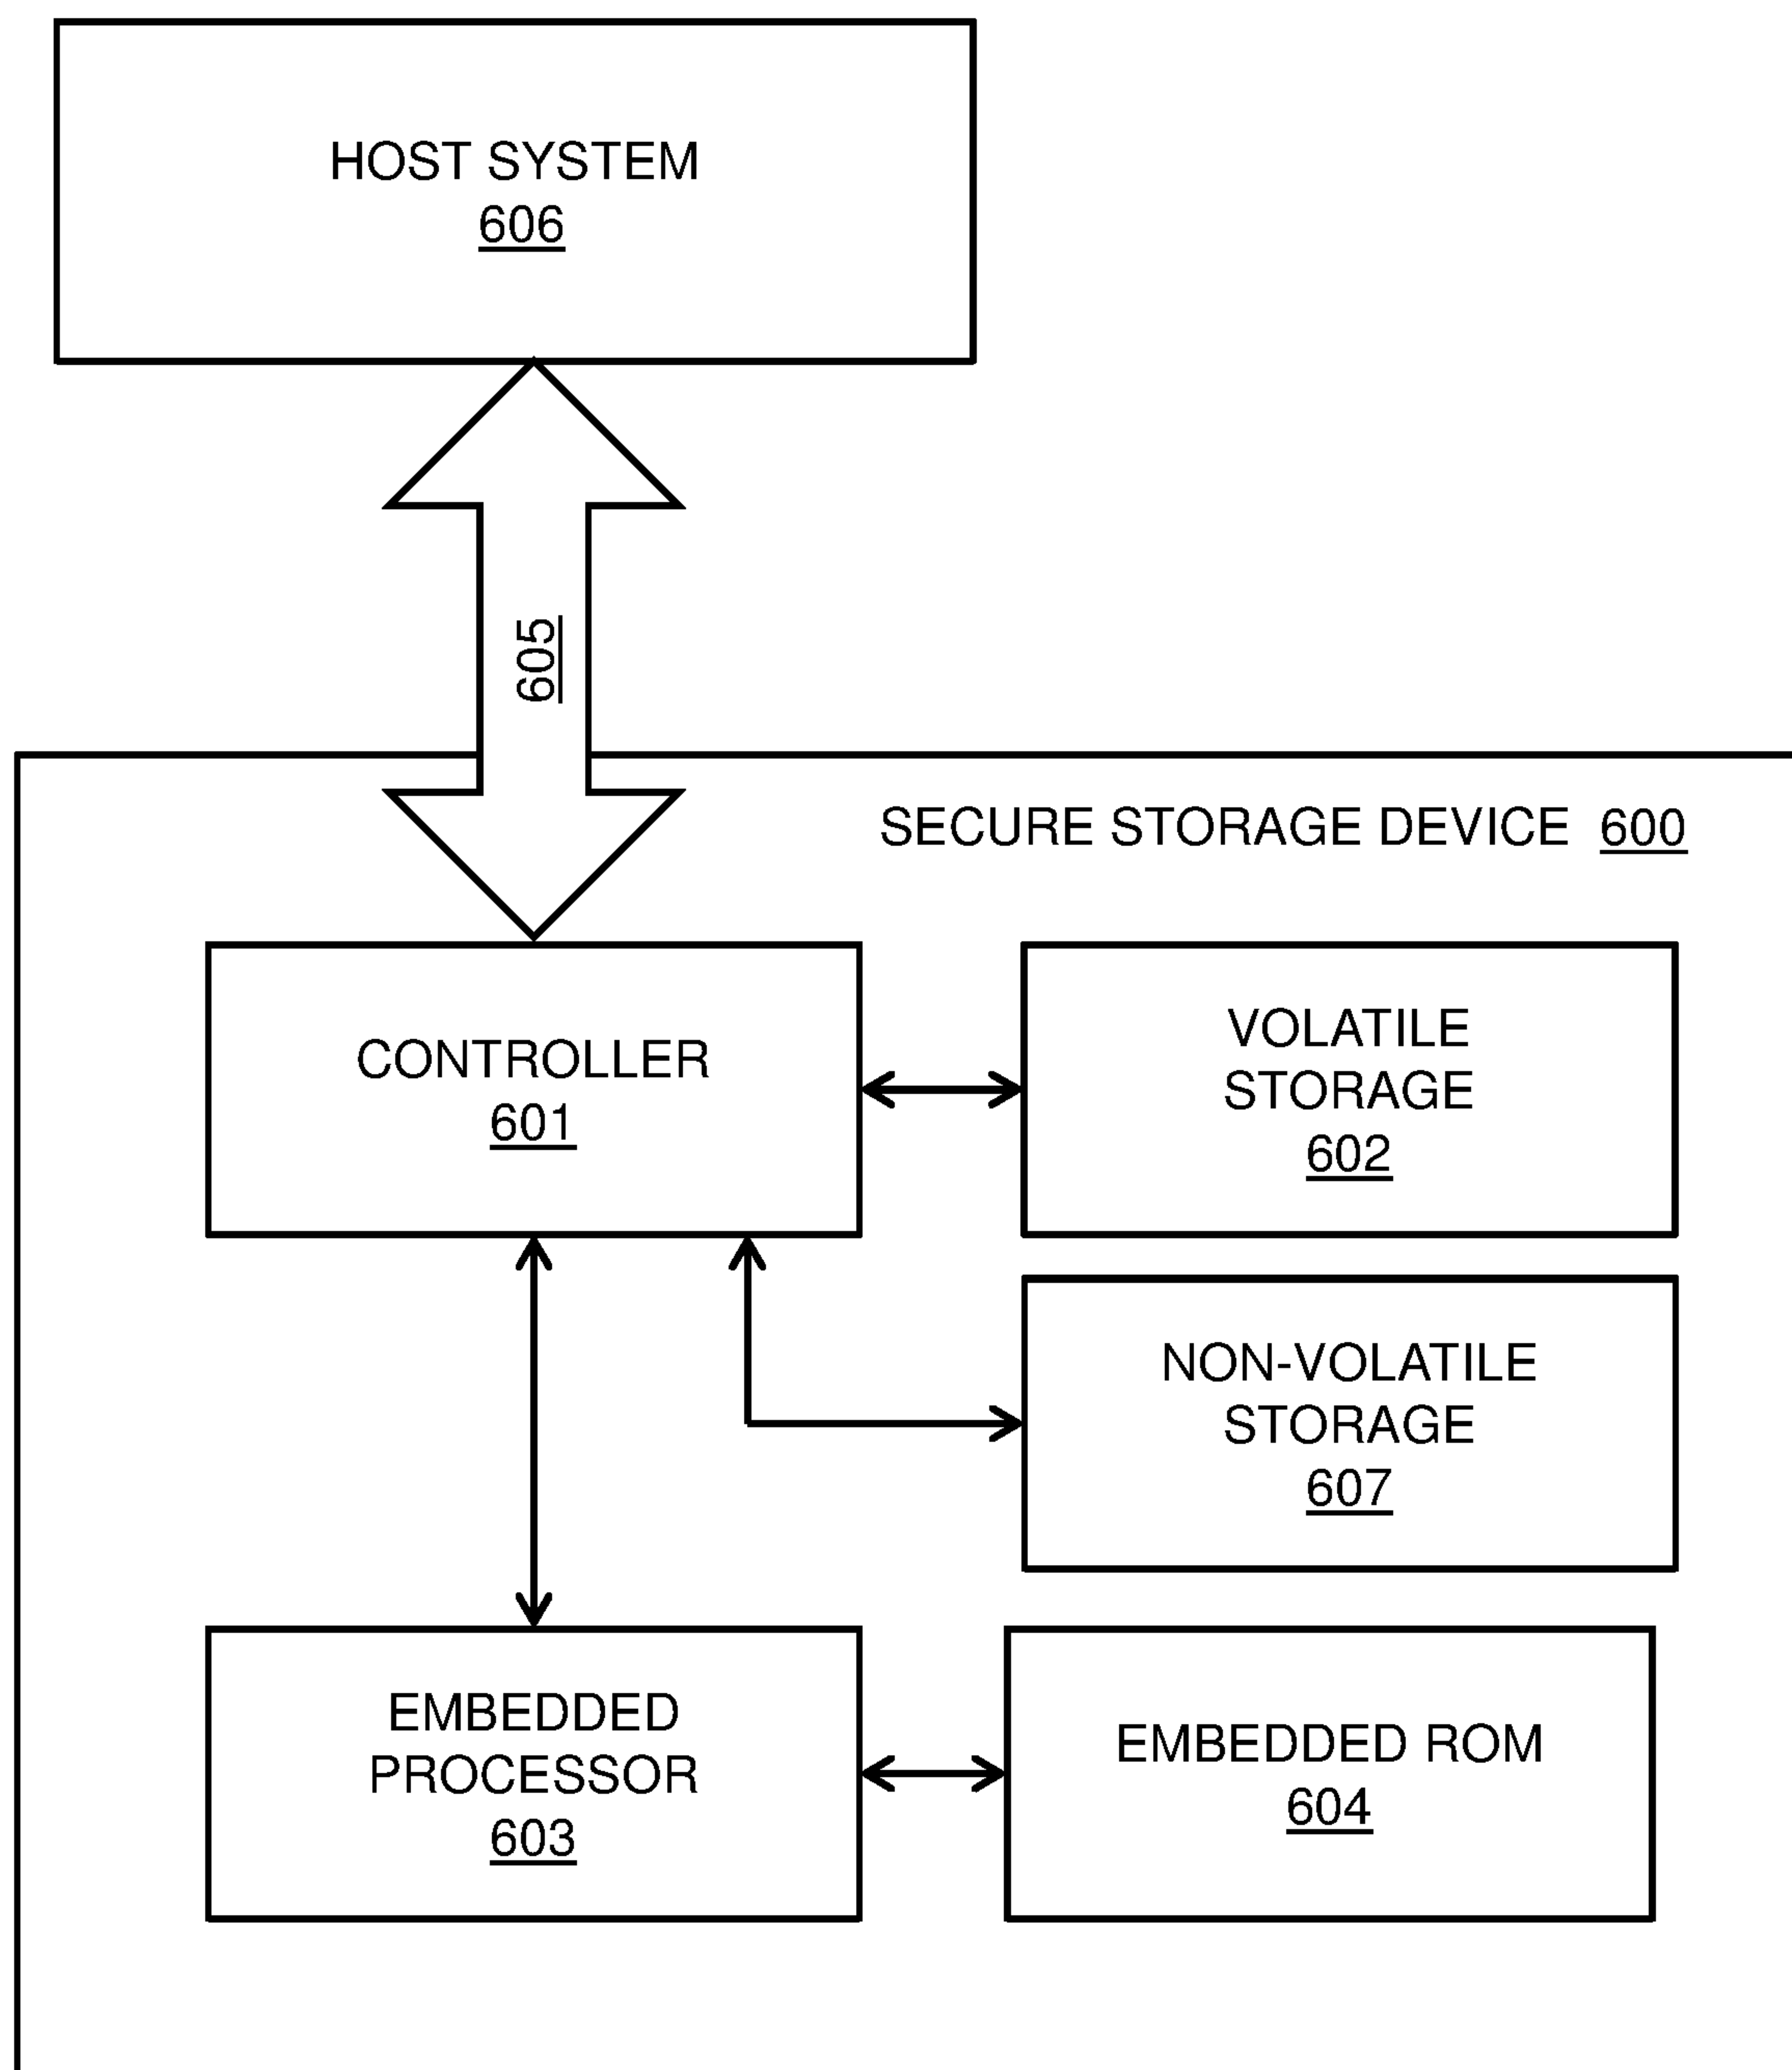 HOST SYSTEM
606
605
SECURE STORAGE DEVICE 600
CONTROLLER
601
VOLATILE
STORAGE
602
NON-VOLATILE
STORAGE
607
EMBEDDED
PROCESSOR
603
EMBEDDED ROM
604